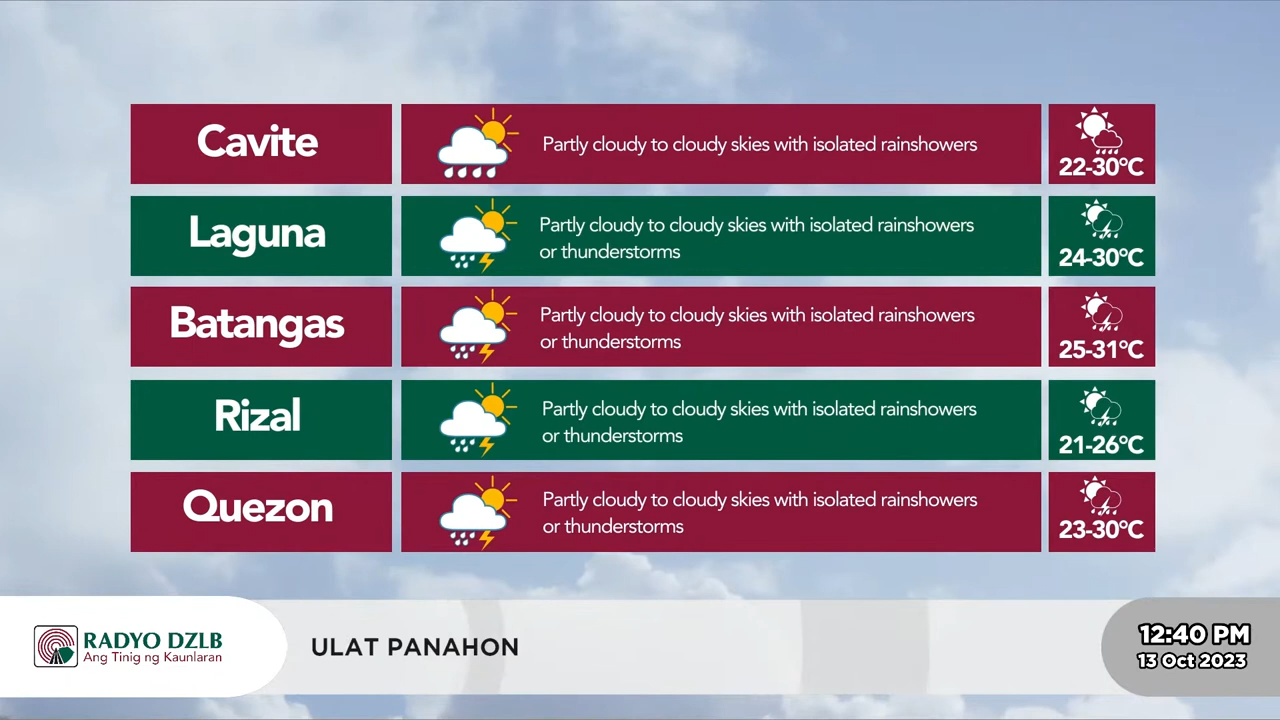 Cavite
Partly cloudy to cloudy skies with isolated rainshowers
22-30°C
Laguna
Partly cloudy to cloudy skies with isolated rainshowers
or thunderstorms
24-30°C
Batangas
Partly cloudy to cloudy skies with isolated rainshowers
or thunderstorms
25-31°C
Rizal
Partly cloudy to cloudy skies with isolated rainshowers
or thunderstorms
21-26°C
Quezon
Partly cloudy to cloudy skies with isolated rainshowers
or thunderstorms
23-30°C
RADYO DZLB
Ang Tinig ng Kaunlaran
ULAT PANAHON
12:40 PM
13 Oct 2023